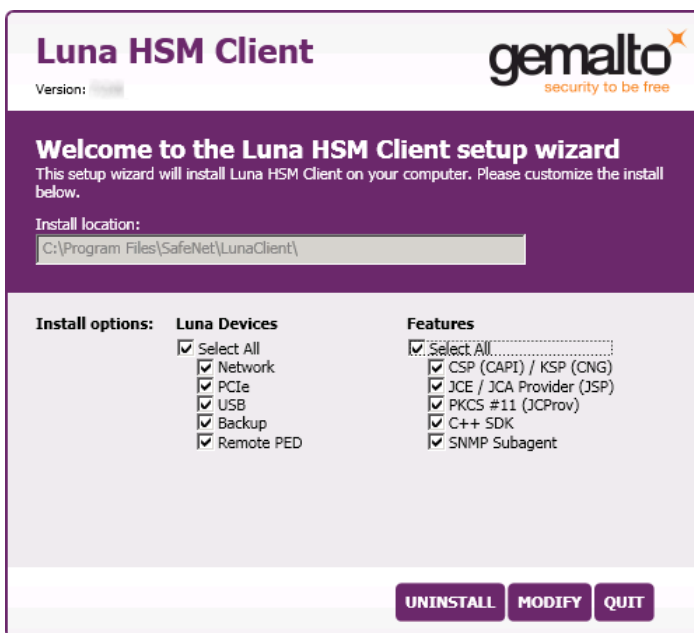 Luna HSM Client
Version:
gemalto
security to be free
Welcome to the Luna HSM Client setup wizard
This setup wizard will install Luna HSM Client on your computer. Please customize the install
below.
Install location:
C:\Program Files\SafeNet\LunaClient\
Install options:
Luna Devices
Select All
Network
PCIe
USB
Backup
Remote PED
Features
Select All
CSP (CAPI) / KSP (CNG)
JCE / JCA Provider (JSP)
PKCS #11 (JCProv)
C++ SDK
SNMP Subagent
UNINSTALL
MODIFY
QUIT